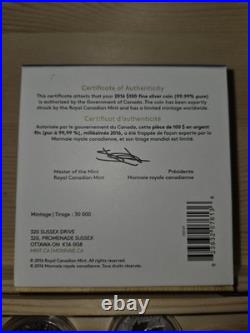 Certificate of Authenticity
This certificate attests that your 2016 $100 fine silver coin (99.99% pure)
is authorized by the Government of Canada. The coin has been expertly
struck by the Royal Canadian Mint and has a limited mintage worldwide.
Certificat d'authenticité
Autorisée par le gouvernement du Canada, cette pièce de 100 $ en argent
fin (pur à 99,99 %), millésimée 2016, a été frappée de façon experte par la
Monnaie royale canadienne, et son tirage mondial est limité.
Master of the Mint
Royal Canadian Mint
Présidente
Monnaie royale canadienne
Mintage | Tirage : 30 000
320 SUSSEX DRIVE
320, PROMENADE SUSSEX
OTTAWA ON K1A 0G8
MINT.CA | MONNAIE.CA
© 2016 Royal Canadian Mint. All rights reserved.
© 2016 Monnaie royale canadienne. Tous droits réservés.